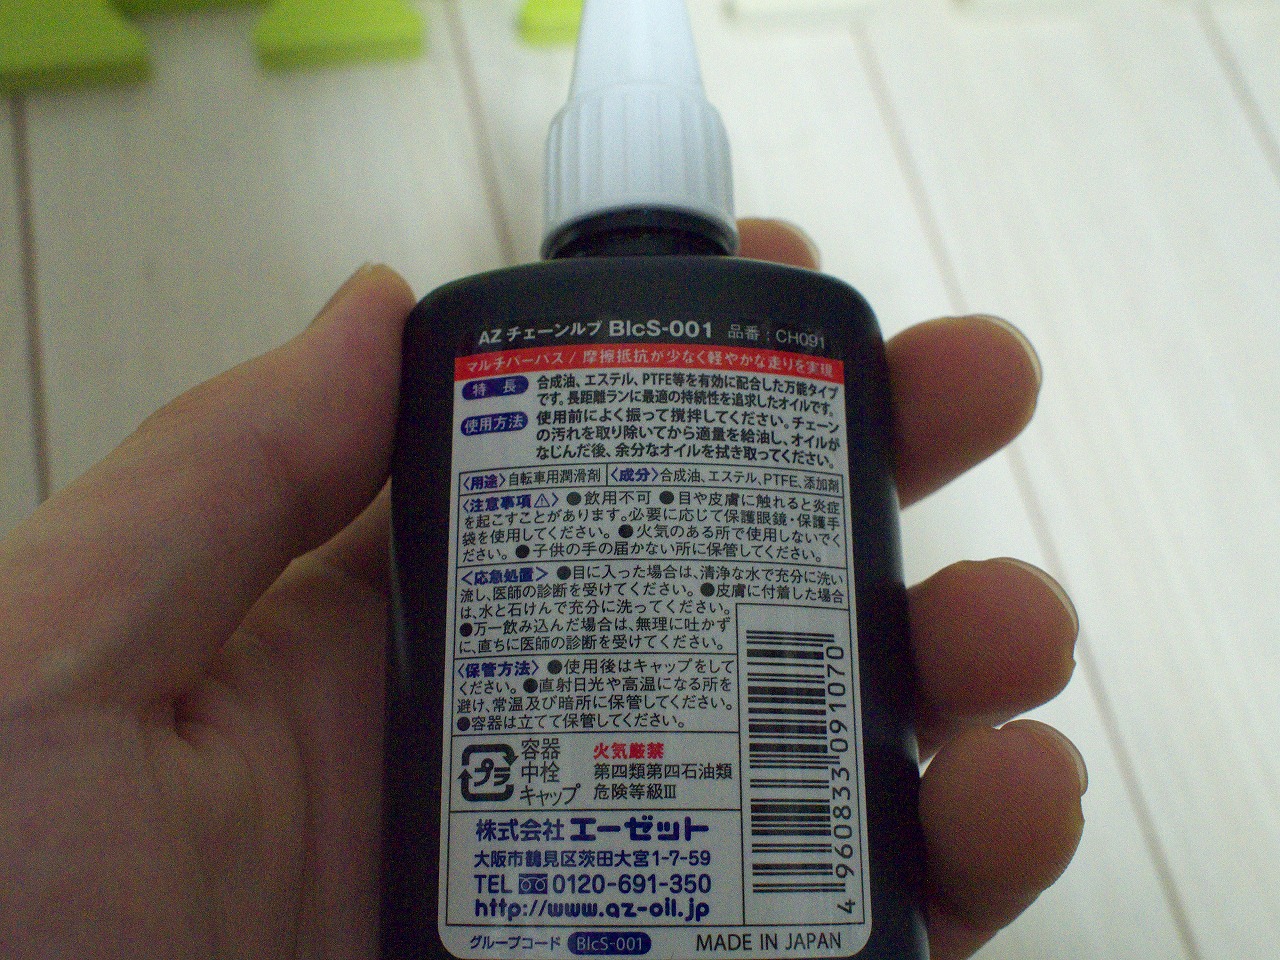 AZ チェーンルブ BIcS-001 品番：CH091
マルチパーパス / 摩擦抵抗が少なく軽やかな走りを実現
特長 合成油、エステル、PTFE等を有効に配合した万能タイプ
です。長距離ランに最適の持続性を追求したオイルです。
使用方法 使用前によく振って撹拌してください。チェーン
の汚れを取り除いてから適量を給油し、オイルが
なじんだ後、余分なオイルを拭き取ってください。
〈用途〉自転車用潤滑剤 〈成分〉合成油、エステル、PTFE、添加剤
〈注意事項⚠〉●飲用不可 ●目や皮膚に触れると炎症
を起こすことがあります。必要に応じて保護眼鏡・保護手
袋を使用してください。●火気のある所で使用しないでく
ださい。●子供の手の届かない所に保管してください。
〈応急処置〉●目に入った場合は、清浄な水で充分に洗い
流し、医師の診断を受けてください。●皮膚に付着した場合
は、水と石けんで充分に洗ってください。
●万一飲み込んだ場合は、無理に吐かず
に、直ちに医師の診断を受けてください。
〈保管方法〉●使用後はキャップをして
ください。●直射日光や高温になる所を
避け、常温及び暗所に保管してください。
●容器は立てて保管してください。
プラ
容器
中栓
キャップ
火気厳禁
第四類第四石油類
危険等級Ⅲ
株式会社エーゼット
大阪市鶴見区茨田大宮1-7-59
TEL 0120-691-350
http://www.az-oil.jp
4960833091070
グループコード BIcS-001 MADE IN JAPAN